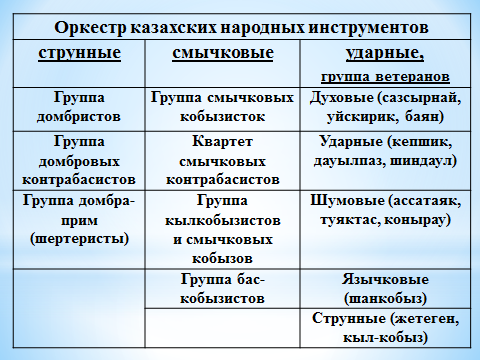 Оркестр казахских народных инструментов
струнные
смычковые
ударные,
группа ветеранов
Группа
домбристов
Группа смычковых
кобызисток
Духовые (сазсырнай,
уйскирик, баян)
Группа
домбровых
контрабасистов
Квартет
смычковых
контрабасистов
Ударные (кепшик,
дауылпаз, шиндаул)
Группа домбра-
прим
(шертеристы)
Группа
кылкобызистов
и смычковых
кобызов
Шумовые (ассатаяк,
туяктас, конырау)
Группа бас-
кобызистов
Язычковые
(шанкобыз)
Струнные (жетеген,
кыл-кобыз)